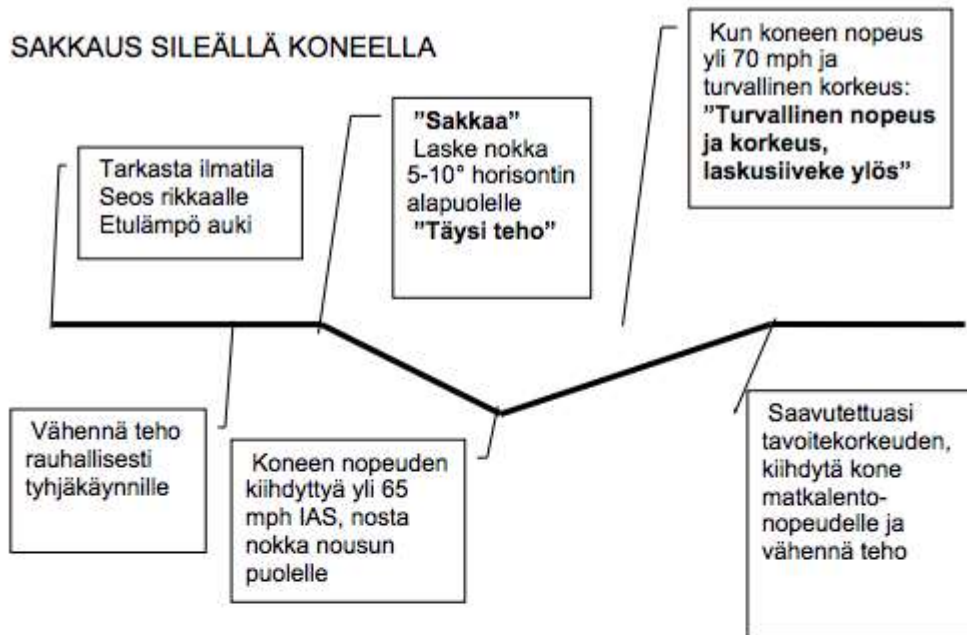 SAKKAUS SILEÄLLÄ KONEELLA
Tarkasta ilmatila
Seos rikkaalle
Etulämpö auki
Vähennä teho
rauhallisesti
tyhjäkäynnille
"Sakkaa"
Laske nokka
5-10° horisontin
alapuolelle
"Täysi teho"
Koneen nopeuden
kiihdyttyä yli 65
mph IAS, nosta
nokka nousun
puolelle
Kun koneen nopeus
yli 70 mph ja
turvallinen korkeus:
"Turvallinen nopeus
ja korkeus,
laskusiiveke ylös"
Saavutettuasi
tavoitekorkeuden,
kiihdytä kone
matkalento-
nopeudelle ja
vähennä teho